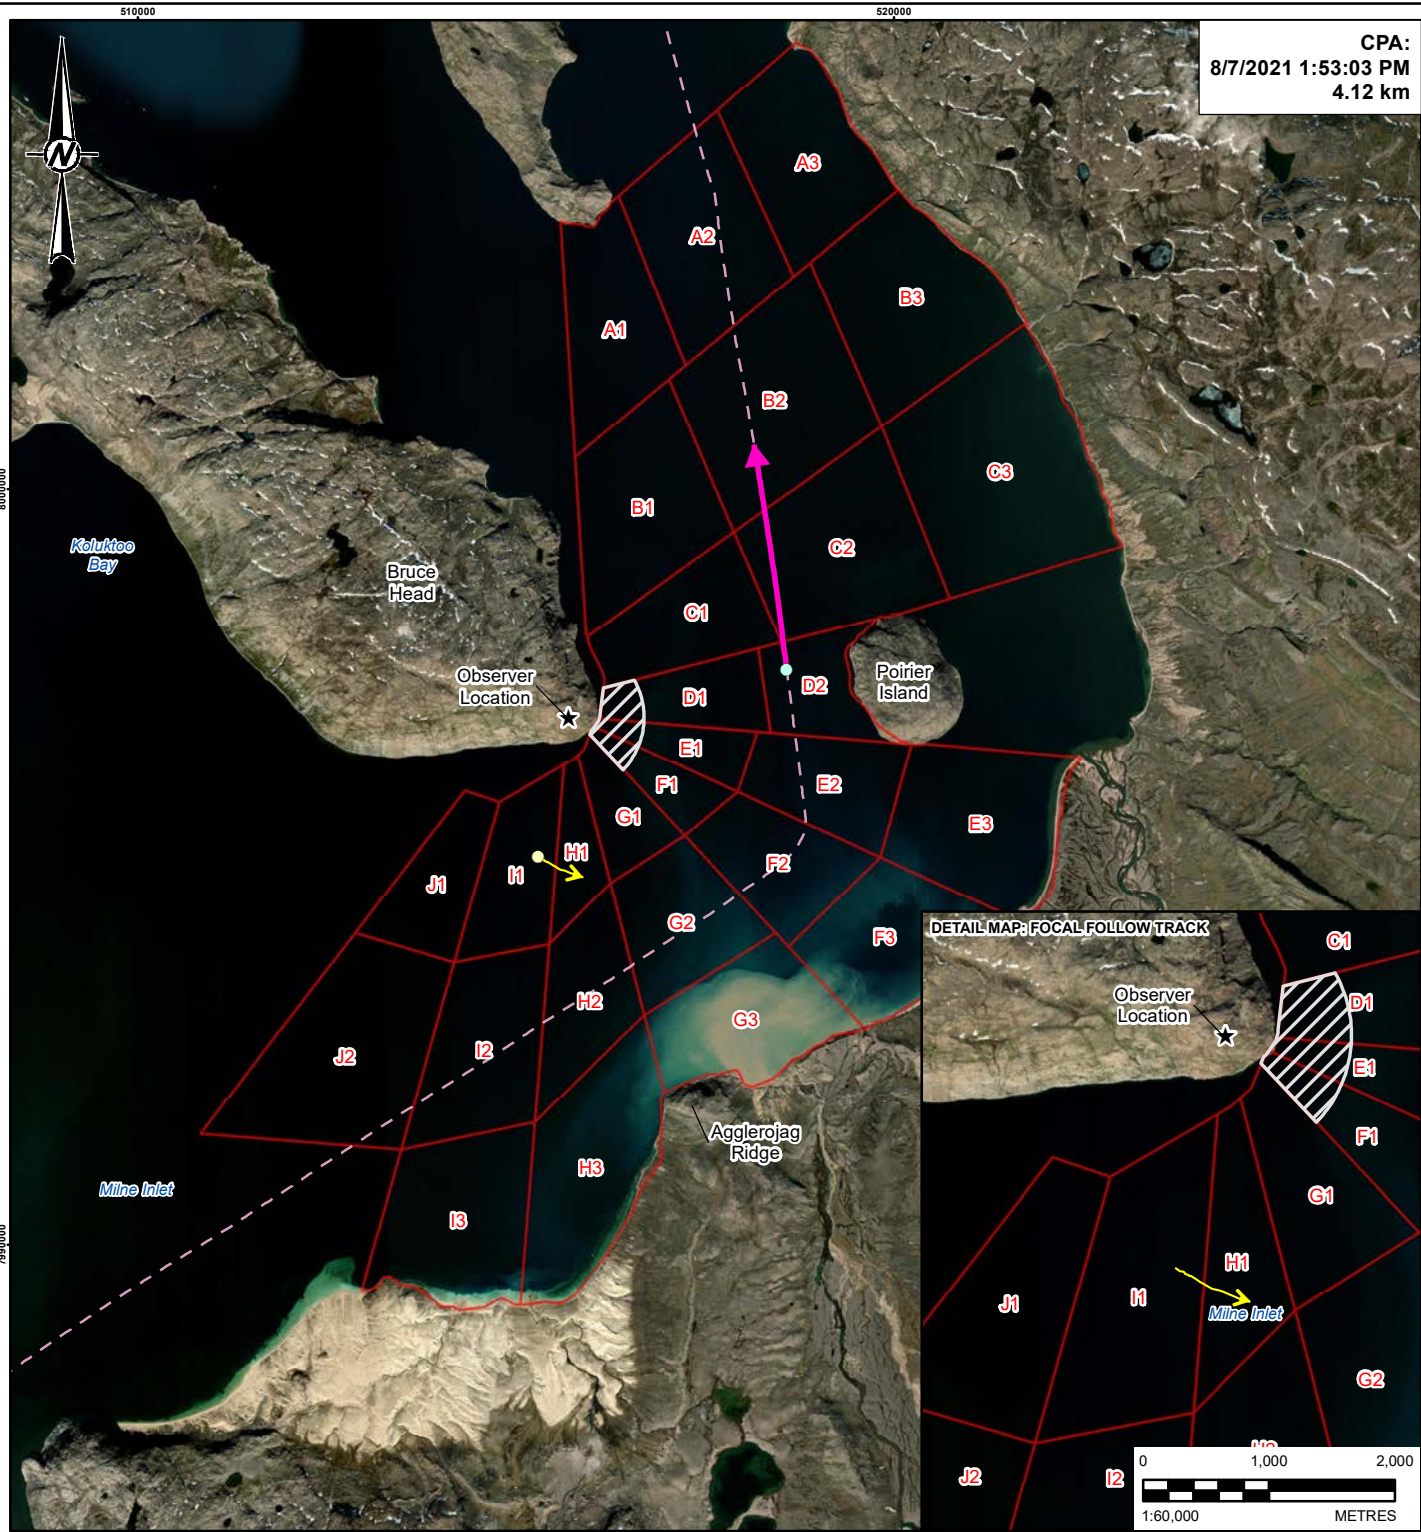 510000
520000
CPA:
8/7/2021 1:53:03 PM
4.12 km
N
A3
A2
B3
A1
B2
C3
8000000
B1
Koluktoo
Bay
C2
Bruce
Head
C1
Observer
Location
Poirier
Island
D1
D2
E1
F1
E2
G1
E3
H1
F2
I1
J1
G2
F3
H2
G3
I2
J2
Agglerojag
Ridge
H3
Milne Inlet
I3
7990000
DETAIL MAP: FOCAL FOLLOW TRACK
C1
Observer
Location
D1
E1
F1
G1
H1
I1
J1
Milne Inlet
G2
H2
J2
I2
0
1,000
2,000
1:60,000
METRES